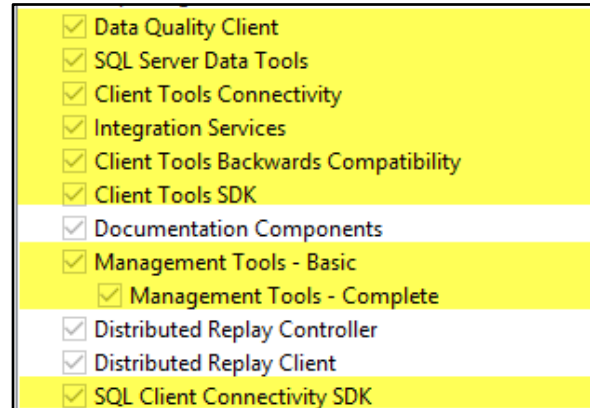 Data Quality Client
SQL Server Data Tools
Client Tools Connectivity
Integration Services
Client Tools Backwards Compatibility
Client Tools SDK
Documentation Components
Management Tools - Basic
Management Tools - Complete
Distributed Replay Controller
Distributed Replay Client
SQL Client Connectivity SDK